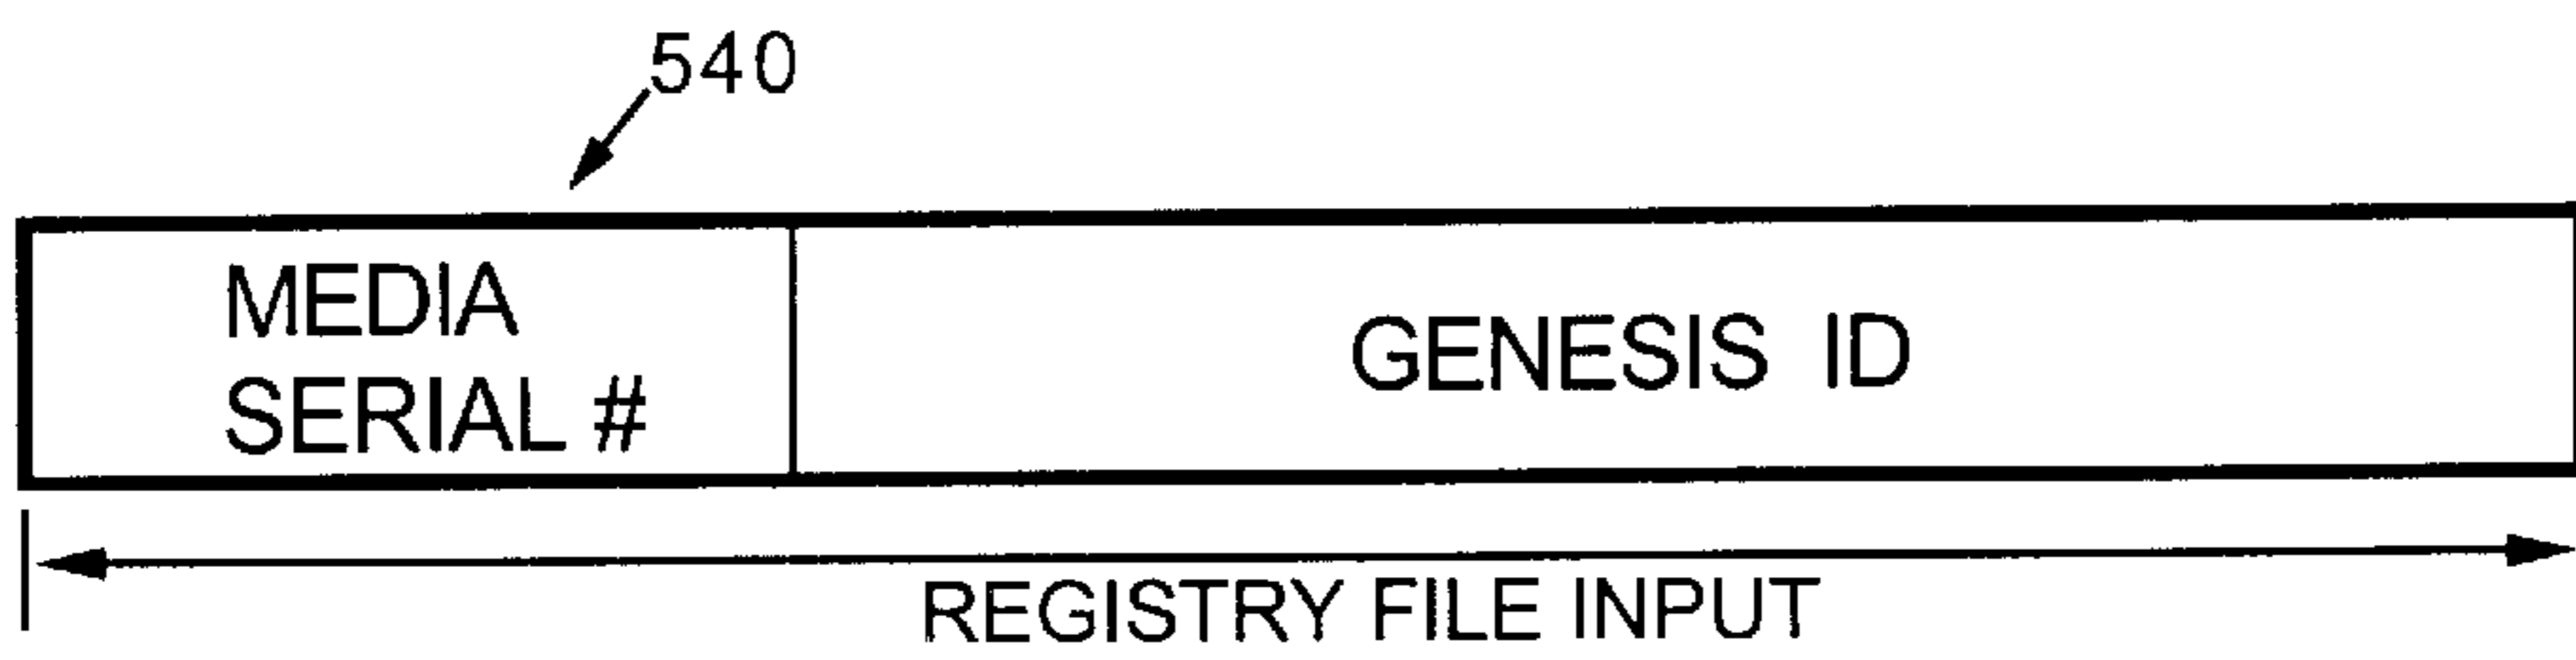 540
MEDIA
SERIAL #
GENESIS ID
REGISTRY FILE INPUT